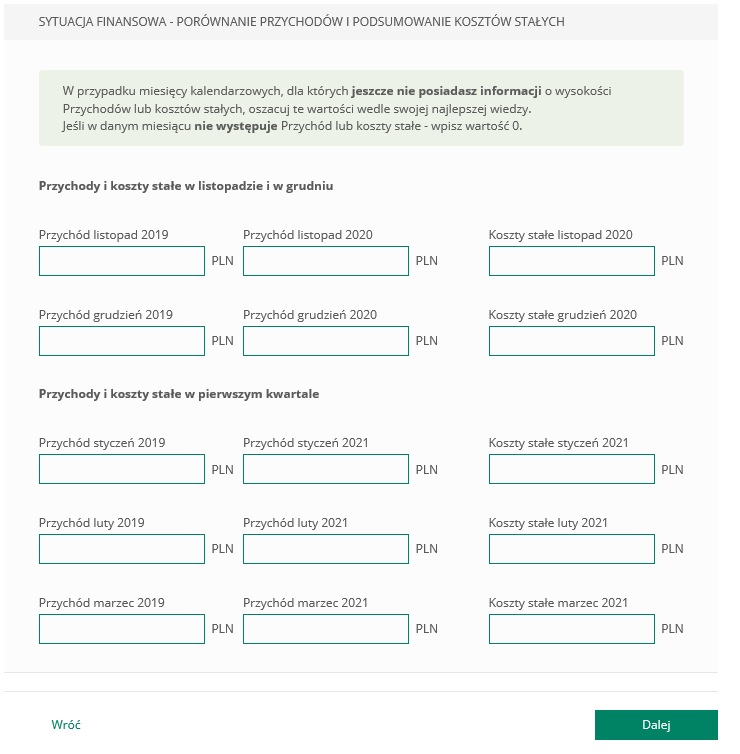 SYTUACJA FINANSOWA - PORÓWNANIE PRZYCHODÓW I PODSUMOWANIE KOSZTÓW STAŁYCH
W przypadku miesięcy kalendarzowych, dla których jeszcze nie posiadasz informacji o wysokości
Przychodów lub kosztów stałych, oszacuj te wartości wedle swojej najlepszej wiedzy.
Jeśli w danym miesiącu nie występuje Przychód lub koszty stałe - wpisz wartość 0.
Przychody i koszty stałe w listopadzie i w grudniu
Przychód listopad 2019 Przychód listopad 2020 Koszty stałe listopad 2020
PLN PLN PLN
Przychód grudzień 2019 Przychód grudzień 2020 Koszty stałe grudzień 2020
PLN PLN PLN
Przychody i koszty stałe w pierwszym kwartale
Przychód styczeń 2019 Przychód styczeń 2021 Koszty stałe styczeń 2021
PLN PLN PLN
Przychód luty 2019 Przychód luty 2021 Koszty stałe luty 2021
PLN PLN PLN
Przychód marzec 2019 Przychód marzec 2021 Koszty stałe marzec 2021
PLN PLN PLN
Wróć Dalej